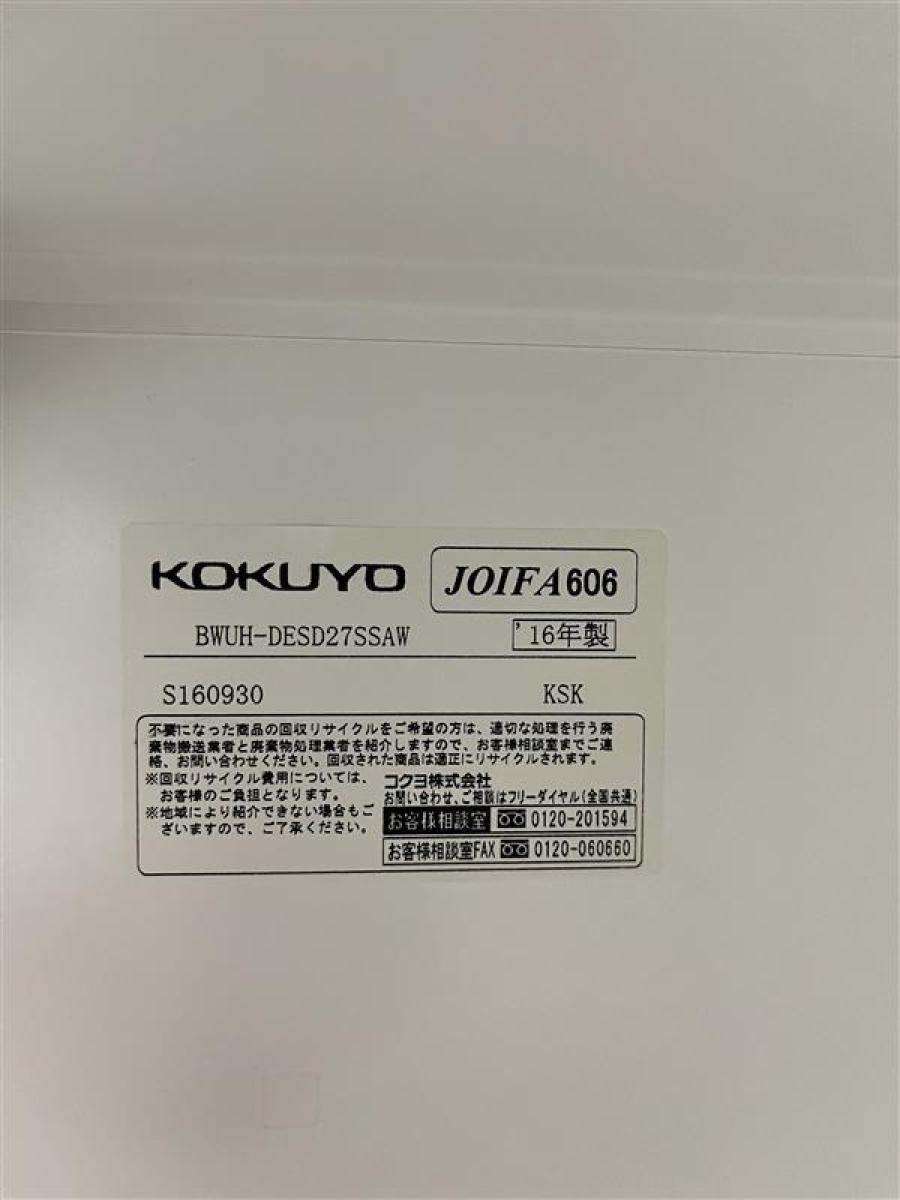 KOKUYO JOIFA606
BWUH-DESD27SSAW '16年製
S160930 KSK
不要になった商品の回収リサイクルをご希望の方は、適切な処理を行う廃
棄物搬送業者と廃棄物処理業者を紹介しますので、お客様相談室までご連
絡、お問い合わせください。回収された商品は適正にリサイクルされます。
※回収リサイクル費用については、
お客様のご負担となります。
※地域により紹介できない場合もご
ざいますので、ご了承ください。
コクヨ株式会社
お問い合わせ、ご相談はフリーダイヤル(全国共通)
お客様相談室 0120-201594
お客様相談室FAX 0120-060660